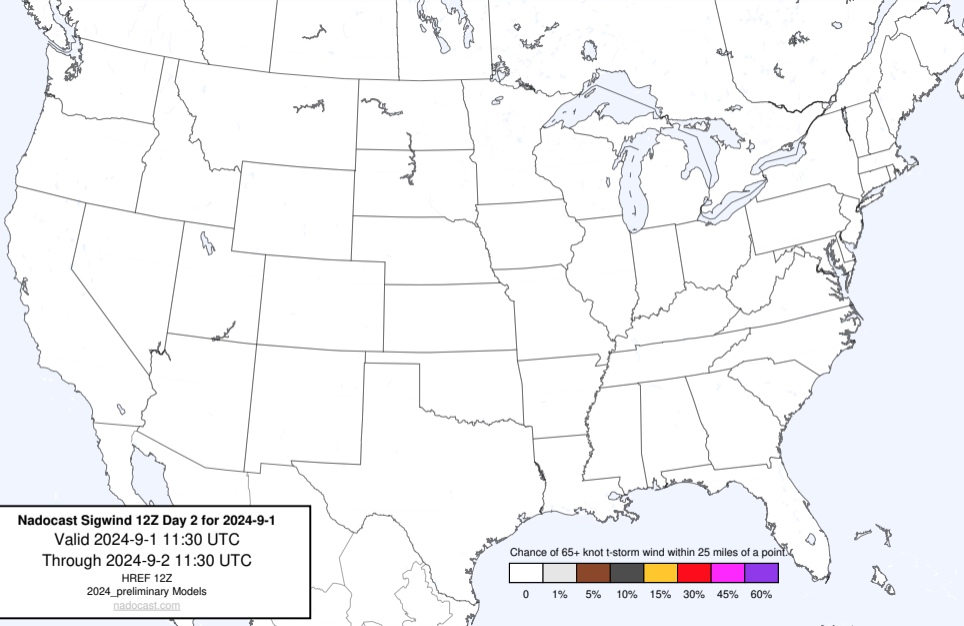 Nadocast Sigwind 12Z Day 2 for 2024-9-1
Valid 2024-9-1 11:30 UTC
Through 2024-9-2 11:30 UTC
HREF 12Z
2024_preliminary Models
nadocast.com
Chance of 65+ knot t-storm wind within 25 miles of a point.
0 1% 5% 10% 15% 30% 45% 60%